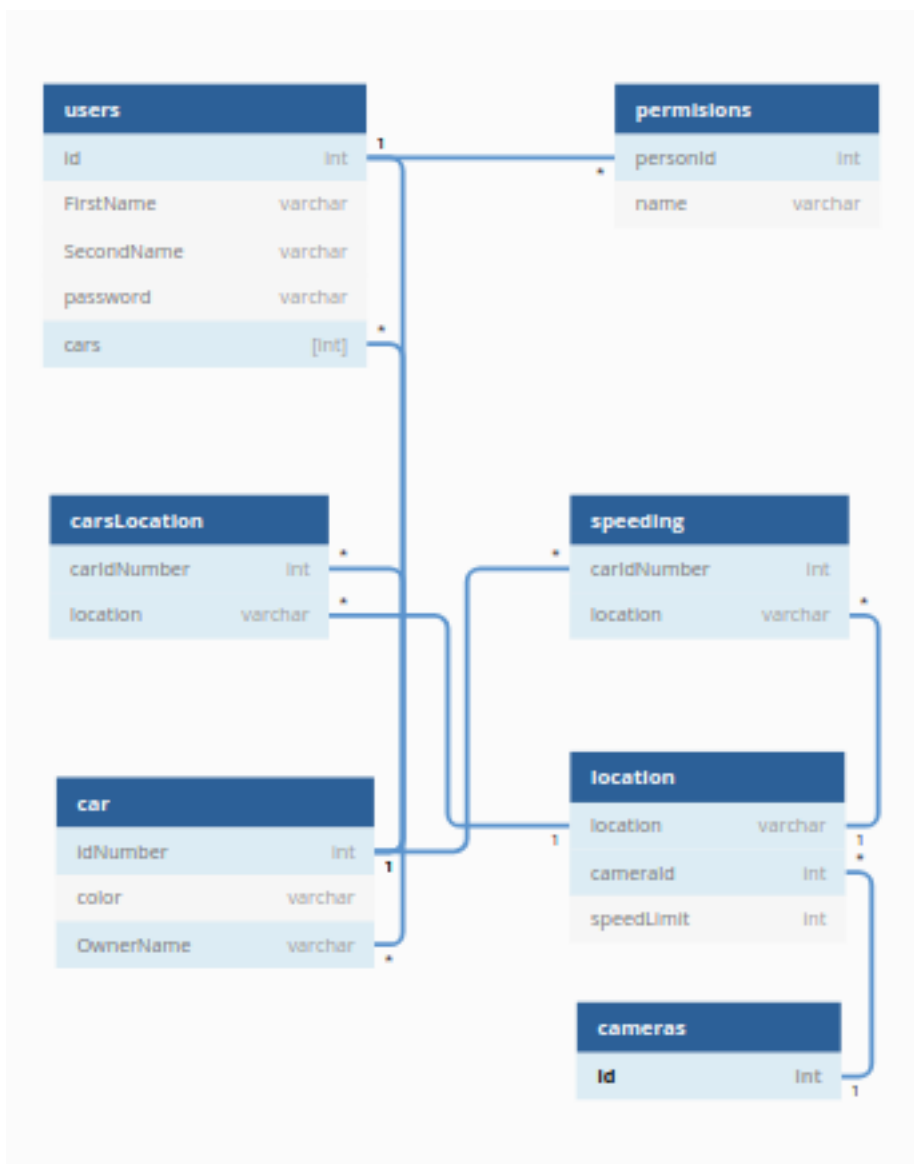 users
id int
FirstName varchar
SecondName varchar
password varchar
cars [int]
1
*
permisions
personId int
name varchar
*
carsLocation
carIdNumber int
location varchar
*
*
speeding
carIdNumber int
location varchar
*
*
car
idNumber int
color varchar
OwnerName varchar
1
*
location
location varchar
cameraId int
speedLimit int
1
1
*
cameras
id int
1